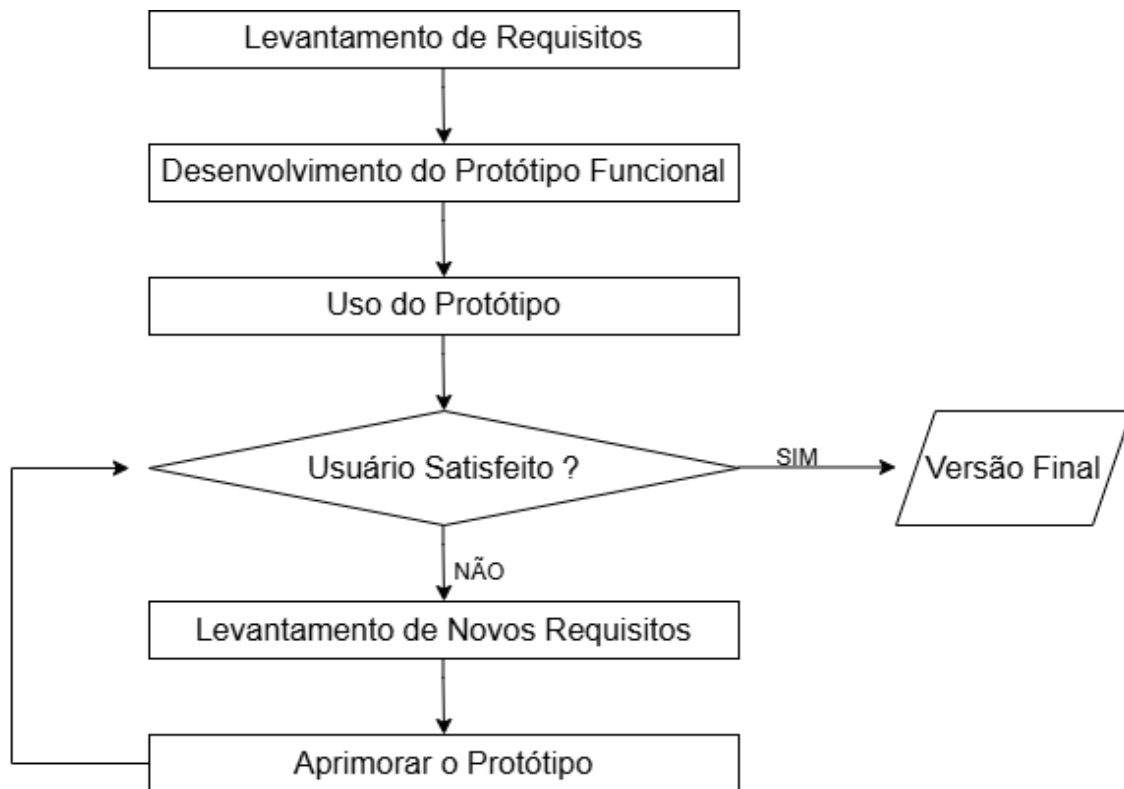 Levantamento de Requisitos
Desenvolvimento do Protótipo Funcional
Uso do Protótipo
Usuário Satisfeito ?
SIM
Versão Final
NÃO
Levantamento de Novos Requisitos
Aprimorar o Protótipo